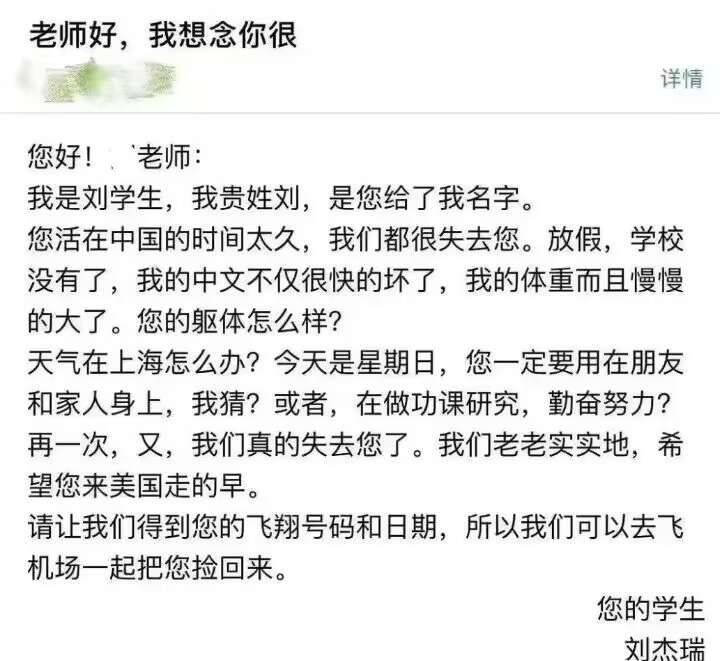 老师好，我想念你很
详情
您好！老师：
我是刘学生，我贵姓刘，是您给了我名字。
您活在中国的时间太久，我们都很失去您。放假，学校
没有了，我的中文不仅很快的坏了，我的体重而且慢慢
的大了。您的躯体怎么样？
天气在上海怎么办？今天是星期日，您一定要用在朋友
和家人身上，我猜？或者，在做功课研究，勤奋努力？
再一次，又，我们真的失去您了。我们老老实实地，希
望您来美国走的早。
请让我们得到您的飞翔号码和日期，所以我们可以去飞
机场一起把您捡回来。
您的学生
刘杰瑞